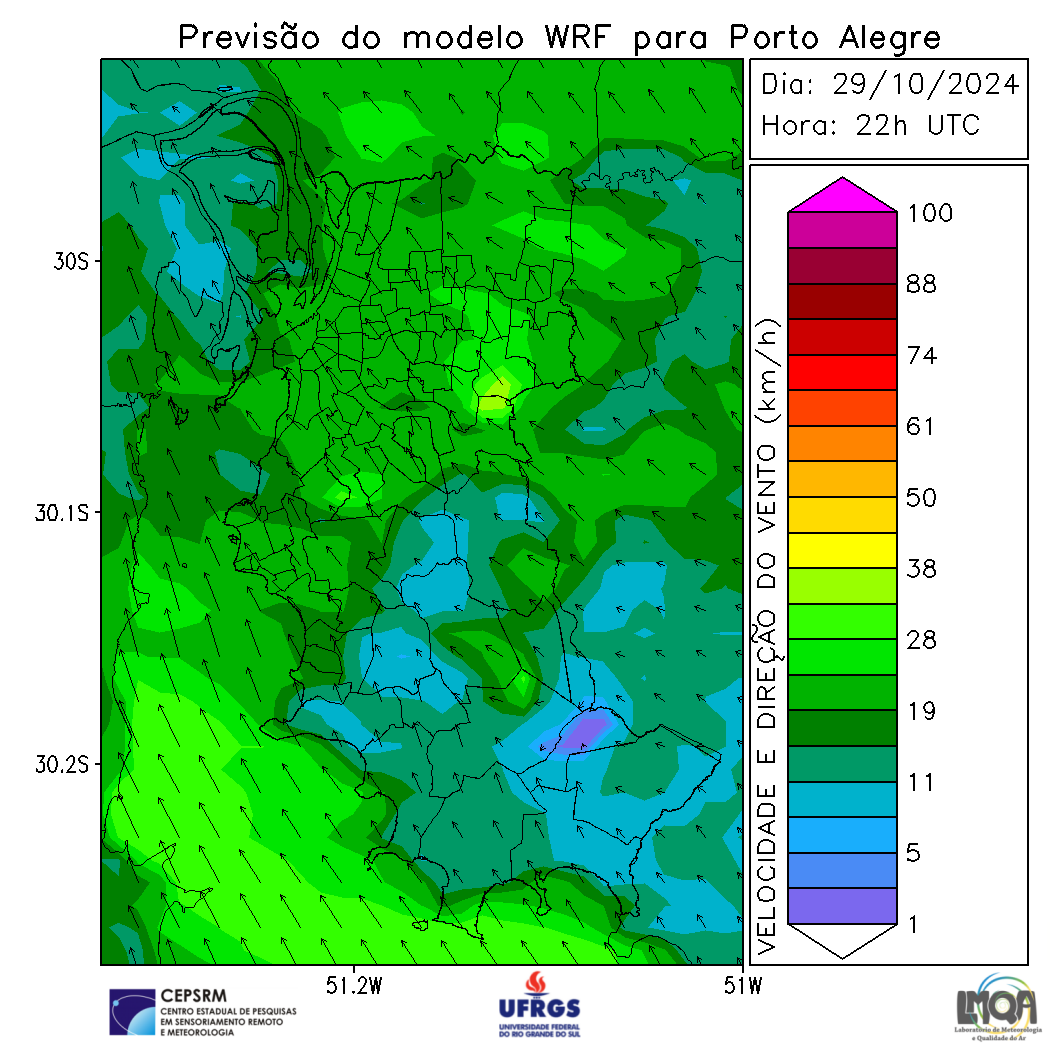 Previsão do modelo WRF para Porto Alegre
Dia: 29/10/2024
Hora: 22h UTC
30S
30.1S
30.2S
51.2W
51W
VELOCIDADE E DIREÇÃO DO VENTO (km/h)
100
88
74
61
50
38
28
19
11
5
1
CEPSRM
CENTRO ESTADUAL DE PESQUISAS
EM SENSORIAMENTO REMOTO
E METEOROLOGIA
UFRGS
UNIVERSIDADE FEDERAL
DO RIO GRANDE DO SUL
LMQA
Laboratório de Meteorologia
e Qualidade do Ar